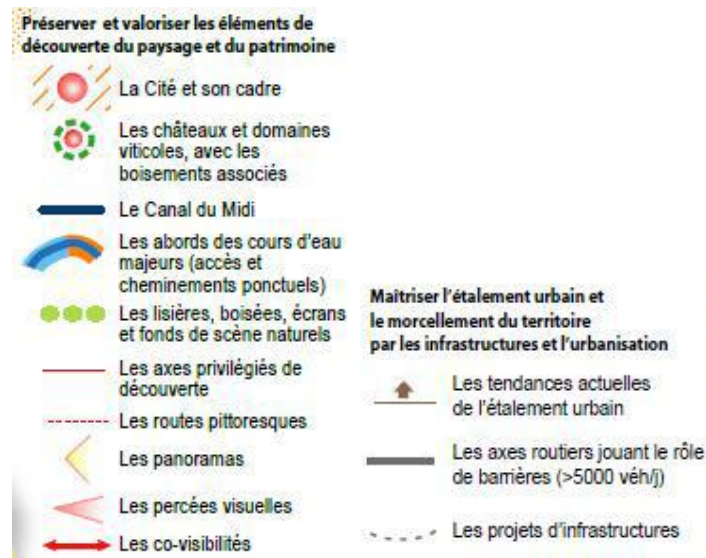 Préserver et valoriser les éléments de
découverte du paysage et du patrimoine
La Cité et son cadre
Les châteaux et domaines
viticoles, avec les
boisements associés
Le Canal du Midi
Les abords des cours d'eau
majeurs (accès et
cheminements ponctuels)
Les lisières, boisées, écrans
et fonds de scène naturels
Les axes privilégiés de
découverte
Les routes pittoresques
Les panoramas
Les percées visuelles
Les co-visibilités
Maîtriser l'étalement urbain et
le morcellement du territoire
par les infrastructures et l'urbanisation
Les tendances actuelles
de l'étalement urbain
Les axes routiers jouant le rôle
de barrières (>5000 véh/j)
Les projets d'infrastructures